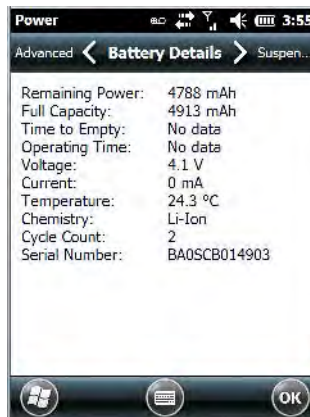 Power 3:55
Advanced Battery Details Suspen...
Remaining Power: 4788 mAh
Full Capacity: 4913 mAh
Time to Empty: No data
Operating Time: No data
Voltage: 4.1 V
Current: 0 mA
Temperature: 24.3 ºC
Chemistry: Li-Ion
Cycle Count: 2
Serial Number: BA0SCB014903
OK